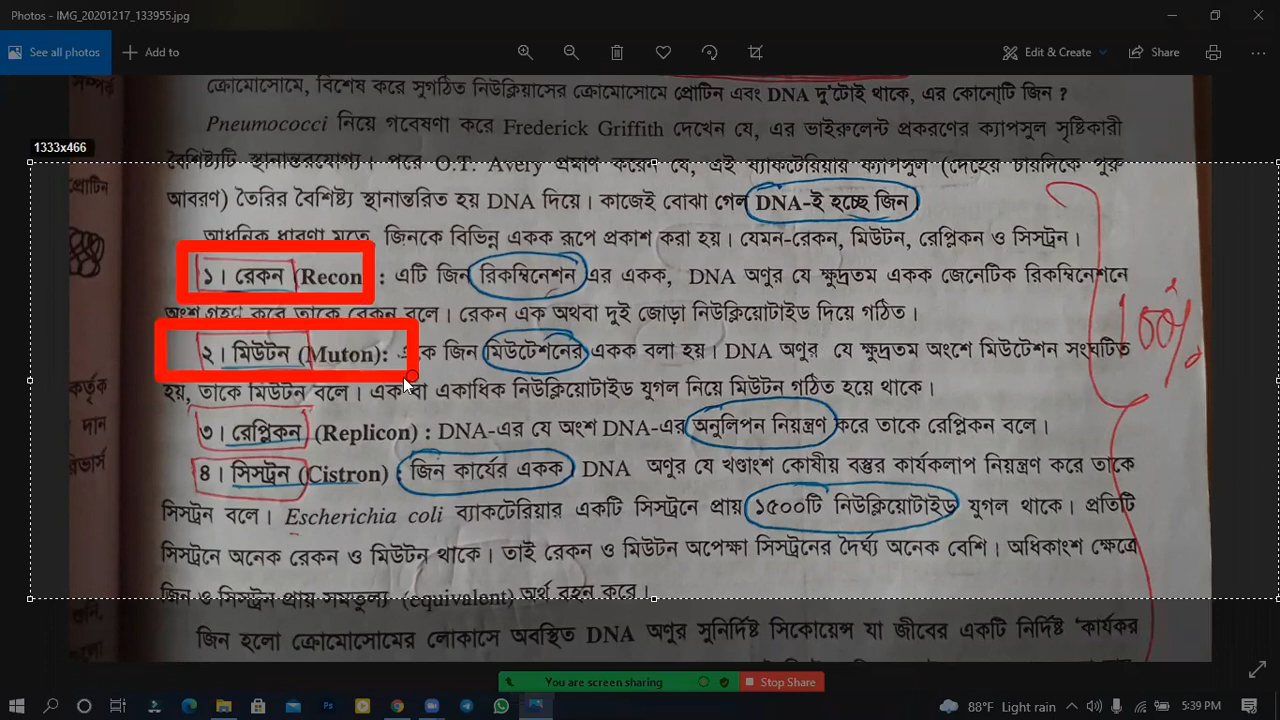 Photos - IMG_20201217_133955.jpg
See all photos
Add to
Edit & Create
Share
সম্পর্ক
ক্রোমোসোমে, বিশেষ করে সুগঠিত নিউক্লিয়াসের ক্রোমোসোমে প্রোটিন এবং DNA দু'টোই থাকে, এর কোনোটি জিন ?
Pneumococci নিয়ে গবেষণা করে Frederick Griffith দেখেন যে, এর ভাইরুলেন্ট প্রকরণের ক্যাপসুল সৃষ্টিকারী
1333x466
বৈশিষ্ট্যটি স্থানান্তরযোগ্য। পরে O.T. Avery প্রমাণ করেন যে, এই ব্যাকটেরিয়ার ক্যাপসুল (দেহের চারদিকে পুরু
প্রোটিন
আবরণ) তৈরির বৈশিষ্ট্য স্থানান্তরিত হয় DNA দিয়ে। কাজেই বোঝা গেল DNA-ই হচ্ছে জিন।
আধুনিক ধারণা মতে, জিনকে বিভিন্ন একক রূপে প্রকাশ করা হয়। যেমন-রেকন, মিউটন, রেপ্লিকন ও সিসট্রন।
১। রেকন (Recon) : এটি জিন রিকম্বিনেশন এর একক, DNA অণুর যে ক্ষুদ্রতম একক জেনেটিক রিকম্বিনেশনে
অংশ গ্রহণ করে তাকে রেকন বলে। রেকন এক অথবা দুই জোড়া নিউক্লিয়োটাইড দিয়ে গঠিত।
100%
২। মিউটন (Muton): একে জিন মিউটেশনের একক বলা হয়। DNA অণুর যে ক্ষুদ্রতম অংশে মিউটেশন সংঘটিত
কর্তৃক
হয়, তাকে মিউটন বলে। এক বা একাধিক নিউক্লিয়োটাইড যুগল নিয়ে মিউটন গঠিত হয়ে থাকে।
দান
৩। রেপ্লিকন (Replicon) : DNA-এর যে অংশ DNA-এর অনুলিপন নিয়ন্ত্রণ করে তাকে রেপ্লিকন বলে।
রিভার্স
৪। সিসট্রন (Cistron) : জিন কার্যের একক DNA অণুর যে খণ্ডাংশ কোষীয় বস্তুর কার্যকলাপ নিয়ন্ত্রণ করে তাকে
সিসট্রন বলে। Escherichia coli ব্যাকটেরিয়ার একটি সিসট্রনে প্রায় ১৫০০টি নিউক্লিয়োটাইড যুগল থাকে। প্রতিটি
সিসট্রনে অনেক রেকন ও মিউটন থাকে। তাই রেকন ও মিউটন অপেক্ষা সিসট্রনের দৈর্ঘ্য অনেক বেশি। অধিকাংশ ক্ষেত্রে
জিন ও সিসট্রন প্রায় সমতুল্য (equivalent) অর্থ বহন করে।
জিন হলো ক্রোমোসোমের লোকাসে অবস্থিত DNA অণুর সুনির্দিষ্ট সিকোয়েন্স যা জীবের একটি নির্দিষ্ট 'কার্যকর
You are screen sharing
Stop Share
88°F Light rain
5:39 PM